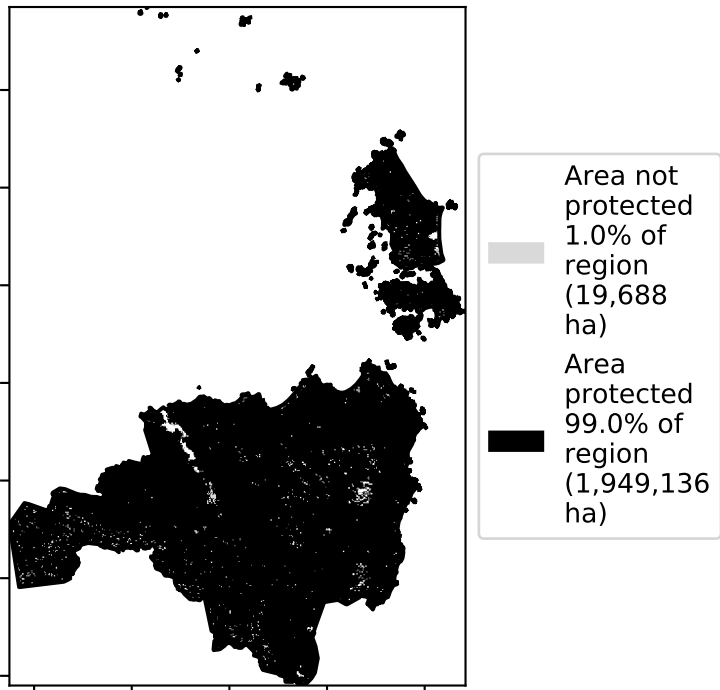 Area not
protected
1.0% of
region
(19,688
ha)
Area
protected
99.0% of
region
(1,949,136
ha)